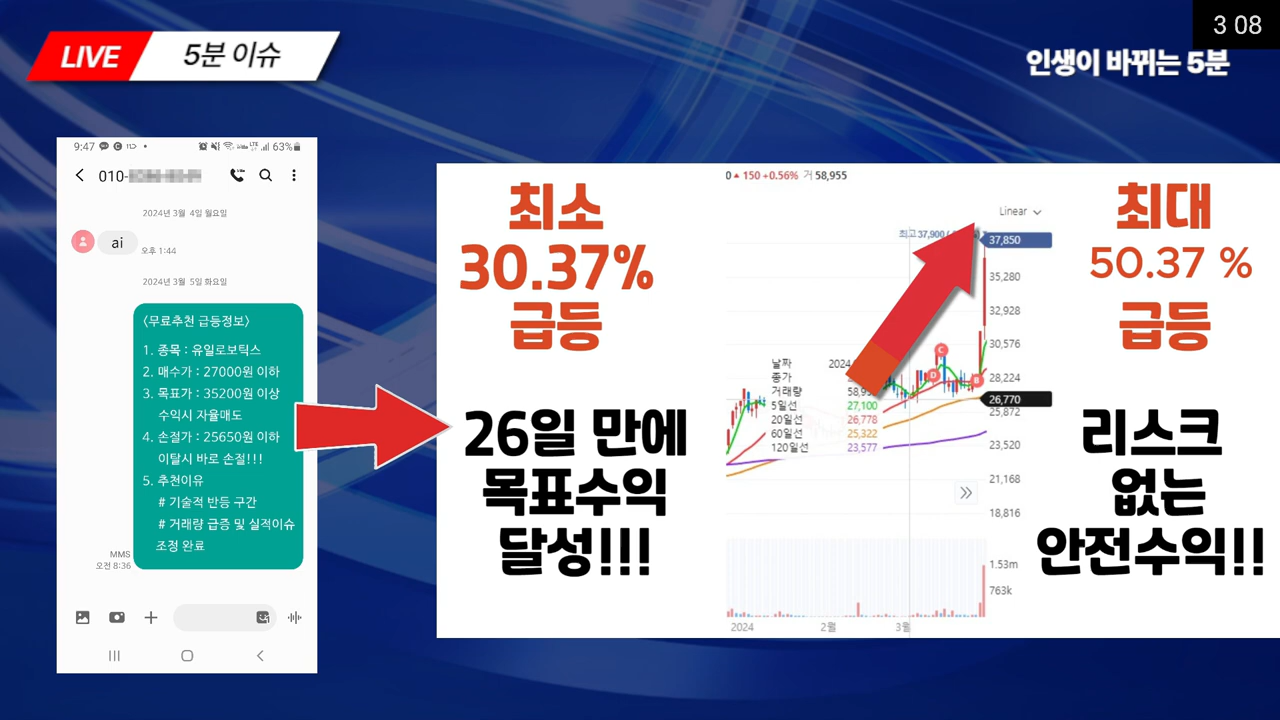 3 08
LIVE
5분 이슈
인생이 바뀌는 5분
9:47
63%
010-
2024년 3월 4일 월요일
ai
오후 1:44
2024년 3월 5일 화요일
〈무료추천 급등정보〉
1. 종목 : 유일로보틱스
2. 매수가 : 27000원 이하
3. 목표가 : 35200원 이상
수익시 자율매도
4. 손절가 : 25650원 이하
이탈시 바로 손절!!!
5. 추천이유
# 기술적 반등 구간
# 거래량 급증 및 실적이슈
조정 완료
MMS
오전 8:36
최소
30.37%
급등
26일 만에
목표수익
달성!!!
0 ▲ 150 +0.56% 거 58,955
Linear
최고 37,900
37,850
35,280
32,928
30,576
28,224
26,770
25,872
23,520
21,168
18,816
1.53m
763k
C
D
B
날짜 2024
종가
거래량 58,9
5일선 27,100
20일선 26,778
60일선 25,322
120일선 23,577
2024 2월 3월
최대
50.37 %
급등
리스크
없는
안전수익!!